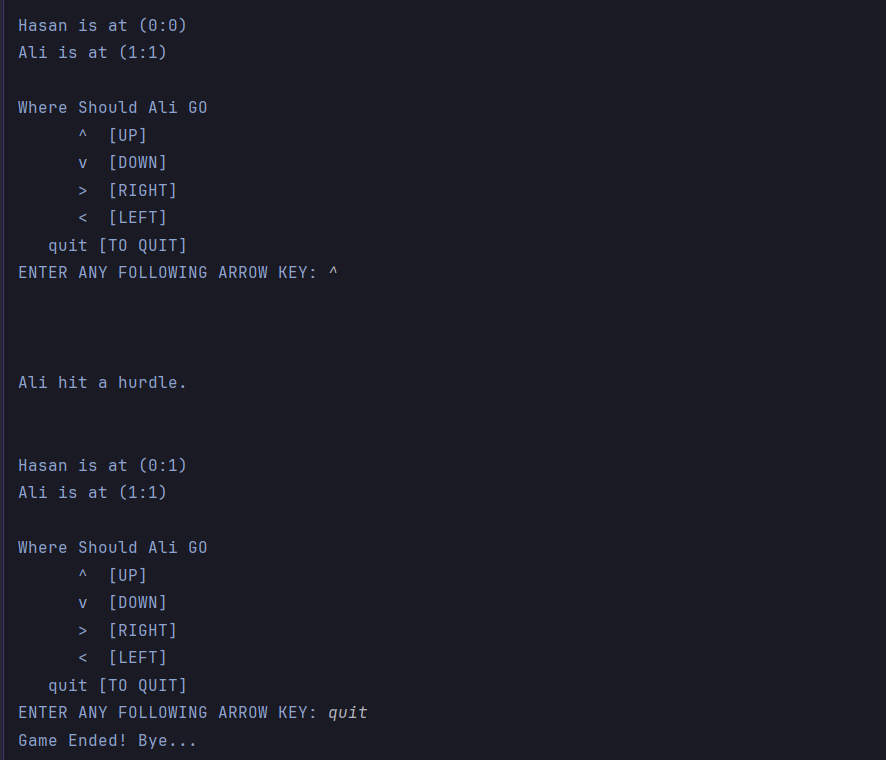 Hasan is at (0:0)
Ali is at (1:1)
Where Should Ali GO
^  [UP]
v  [DOWN]
>  [RIGHT]
<  [LEFT]
quit [TO QUIT]
ENTER ANY FOLLOWING ARROW KEY: ^
Ali hit a hurdle.
Hasan is at (0:1)
Ali is at (1:1)
Where Should Ali GO
^  [UP]
v  [DOWN]
>  [RIGHT]
<  [LEFT]
quit [TO QUIT]
ENTER ANY FOLLOWING ARROW KEY: quit
Game Ended! Bye...